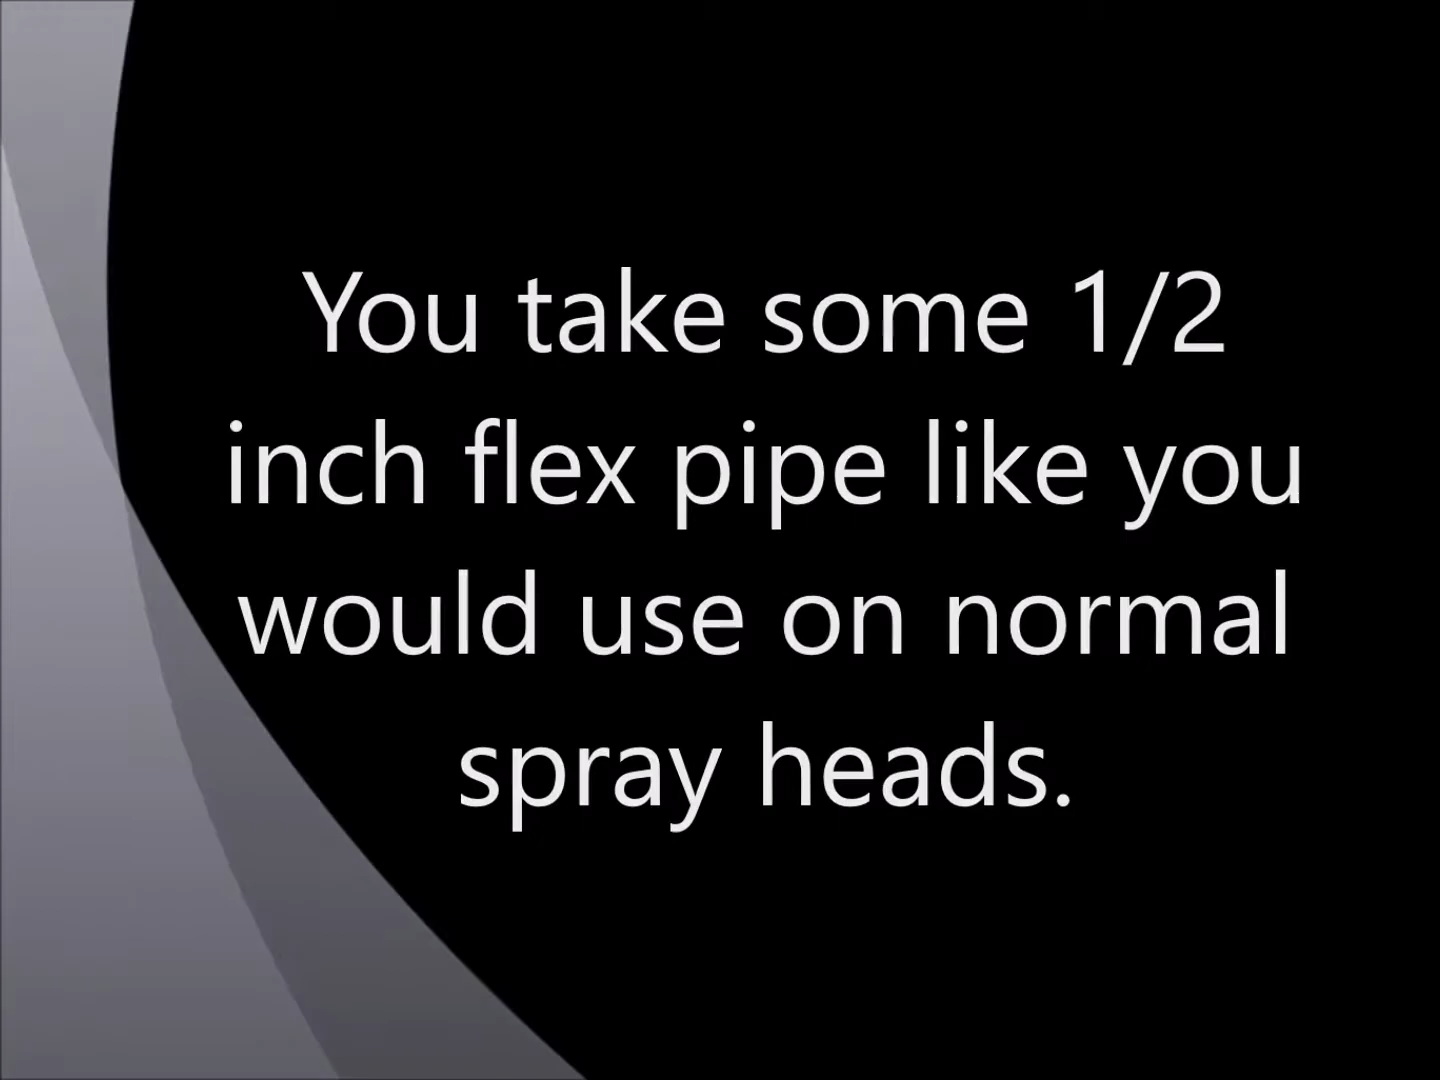 You take some 1/2
inch flex pipe like you
would use on normal
spray heads.